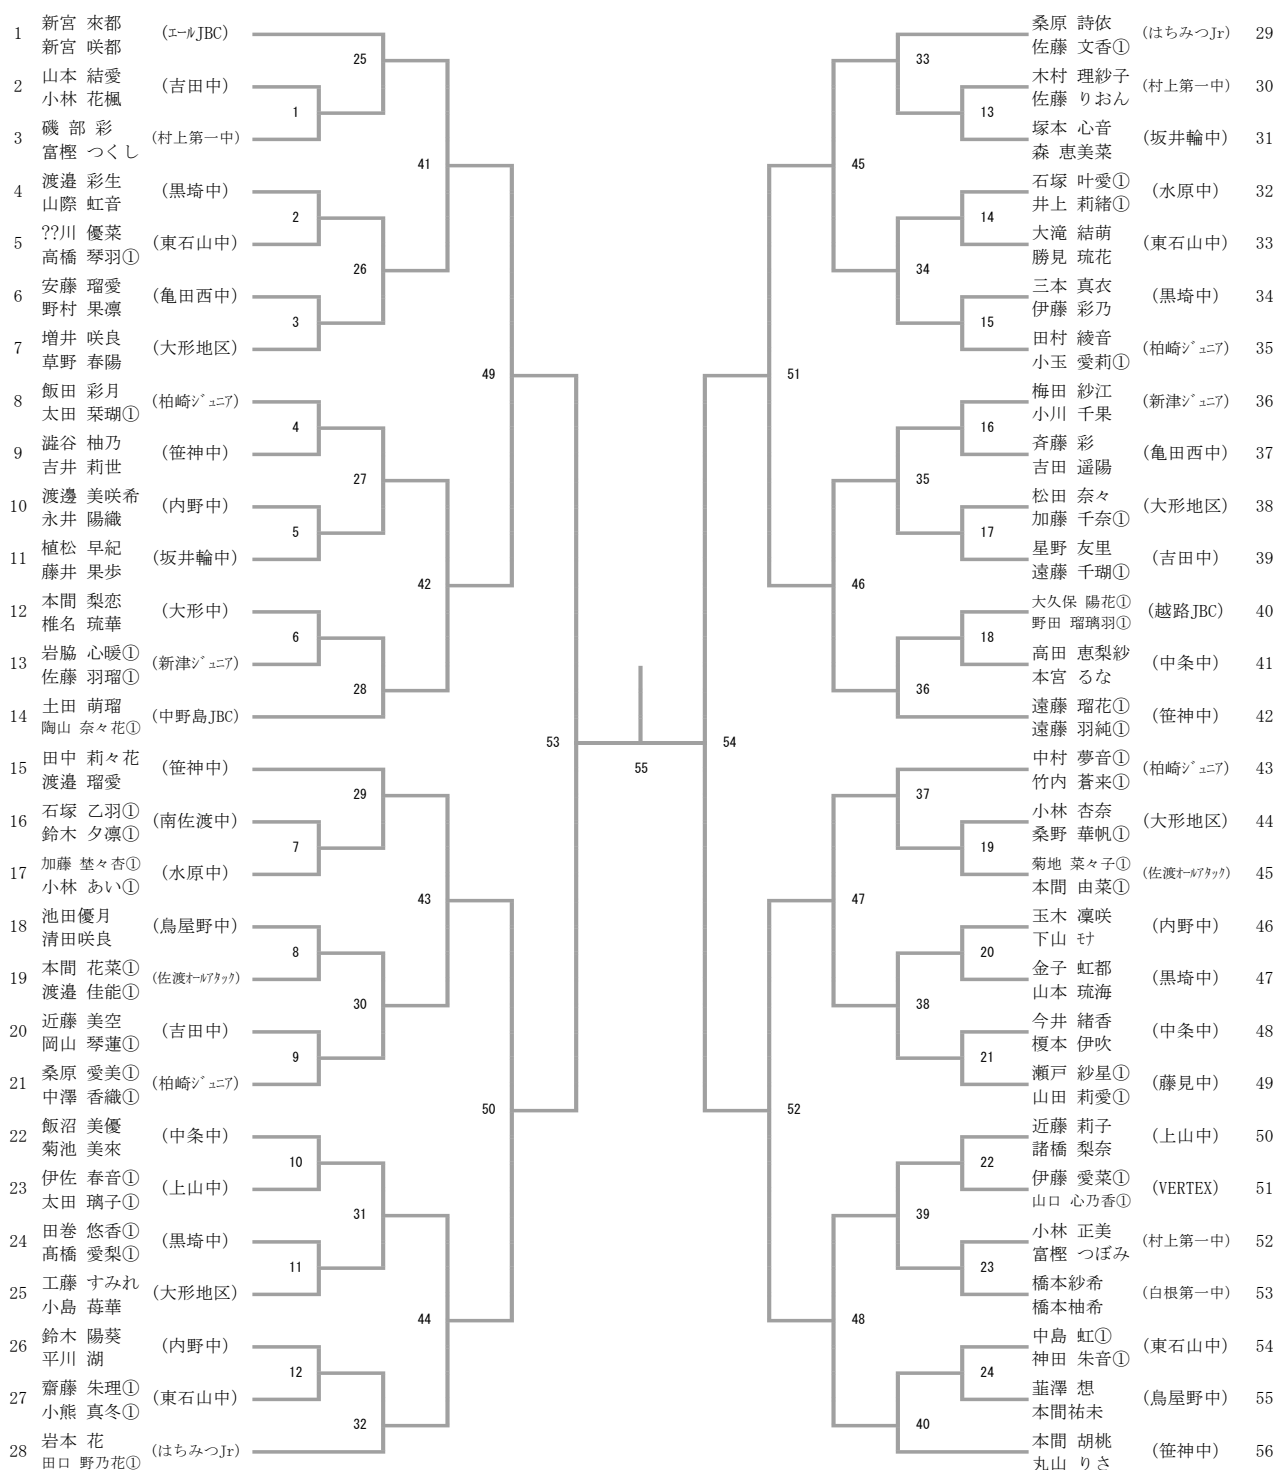 1 新宮 來都 (エールJBC)
新宮 咲都
2 山本 結愛 (吉田中)
小林 花楓
3 磯 部 彩 (村上第一中)
富樫 つくし
4 渡邉 彩生 (黒埼中)
山際 虹音
5 ??川 優菜 (東石山中)
高橋 琴羽①
6 安藤 瑠愛 (亀田西中)
野村 果凛
7 増井 咲良 (大形地区)
草野 春陽
8 飯田 彩月 (柏崎ジュニア)
太田 栞瑚①
9 澁谷 柚乃 (笹神中)
吉井 莉世
10 渡邊 美咲希 (内野中)
永井 陽織
11 植松 早紀 (坂井輪中)
藤井 果歩
12 本間 梨恋 (大形中)
椎名 琉華
13 岩脇 心暖① (新津ジュニア)
佐藤 羽瑠①
14 土田 萌瑠 (中野島JBC)
陶山 奈々花①
15 田中 莉々花 (笹神中)
渡邉 瑠愛
16 石塚 乙羽① (南佐渡中)
鈴木 夕凛①
17 加藤 埜々杏① (水原中)
小林 あい①
18 池田優月 (鳥屋野中)
清田咲良
19 本間 花菜① (佐渡オールアタック)
渡邉 佳能①
20 近藤 美空 (吉田中)
岡山 琴蓮①
21 桑原 愛美① (柏崎ジュニア)
中澤 香織①
22 飯沼 美優 (中条中)
菊池 美來
23 伊佐 春音① (上山中)
太田 璃子①
24 田巻 悠香① (黒埼中)
髙橋 愛梨①
25 工藤 すみれ (大形地区)
小島 苺華
26 鈴木 陽葵 (内野中)
平川 湖
27 齋藤 朱理① (東石山中)
小熊 真冬①
28 岩本 花 (はちみつJr)
田口 野乃花①
25
1
41
2
26
3
49
4
27
5
42
6
28
53
29
7
43
8
30
9
50
10
31
11
44
12
32
55
33
13
45
14
34
15
51
16
35
17
46
18
36
54
37
19
47
20
38
21
52
22
39
23
48
24
40
桑原 詩依 (はちみつJr) 29
佐藤 文香①
木村 理紗子 (村上第一中) 30
佐藤 りおん
塚本 心音 (坂井輪中) 31
森 恵美菜
石塚 叶愛① (水原中) 32
井上 莉緒①
大滝 結萌 (東石山中) 33
勝見 琉花
三本 真衣 (黒埼中) 34
伊藤 彩乃
田村 綾音 (柏崎ジュニア) 35
小玉 愛莉①
梅田 紗江 (新津ジュニア) 36
小川 千果
斉藤 彩 (亀田西中) 37
吉田 遥陽
松田 奈々 (大形地区) 38
加藤 千奈①
星野 友里 (吉田中) 39
遠藤 千瑚①
大久保 陽花① (越路JBC) 40
野田 瑠璃羽①
高田 恵梨紗 (中条中) 41
本宮 るな
遠藤 瑠花① (笹神中) 42
遠藤 羽純①
中村 夢音① (柏崎ジュニア) 43
竹内 蒼来①
小林 杏奈 (大形地区) 44
桑野 華帆①
菊地 菜々子① (佐渡オールアタック) 45
本間 由菜①
玉木 凜咲 (内野中) 46
下山 モナ
金子 虹都 (黒埼中) 47
山本 琉海
今井 緒香 (中条中) 48
榎本 伊吹
瀬戸 紗星① (藤見中) 49
山田 莉愛①
近藤 莉子 (上山中) 50
諸橋 梨奈
伊藤 愛菜① (VERTEX) 51
山口 心乃香①
小林 正美 (村上第一中) 52
富樫 つぼみ
橋本紗希 (白根第一中) 53
橋本柚希
中島 虹① (東石山中) 54
神田 朱音①
韮澤 想 (鳥屋野中) 55
本間祐未
本間 胡桃 (笹神中) 56
丸山 りさ